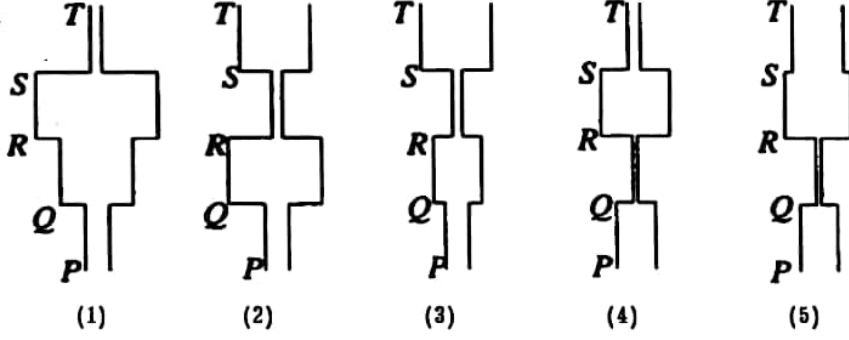 T T T T T
S S S S S
R R R R R
Q Q Q Q Q
P P P P P
(1) (2) (3) (4) (5)